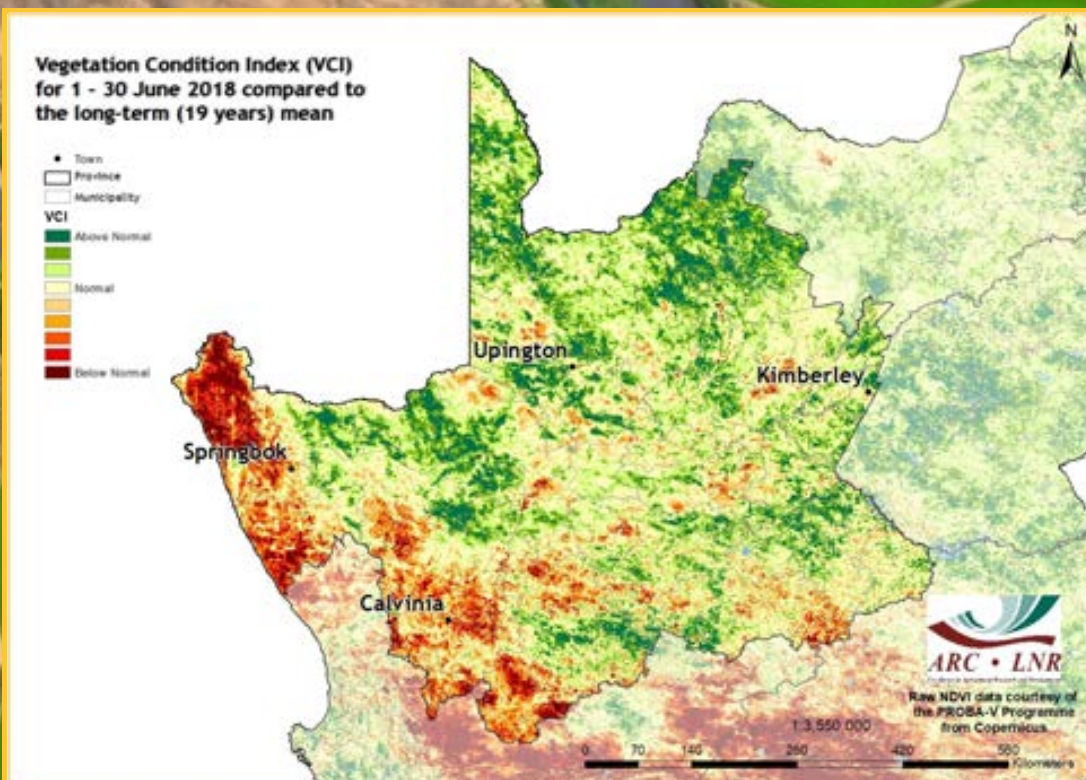 Vegetation Condition Index (VCI)
for 1 - 30 June 2018 compared to
the long-term (19 years) mean
Town
Province
Municipality
VCI
Above Normal
Normal
Below Normal
N
Upington
Kimberley
Springbok
Calvinia
ARC • LNR
Raw NDVI data courtesy of
the PROBA-V Programme
from Copernicus
1:3 550 000
0 70 140 280 420 560
Kilometers